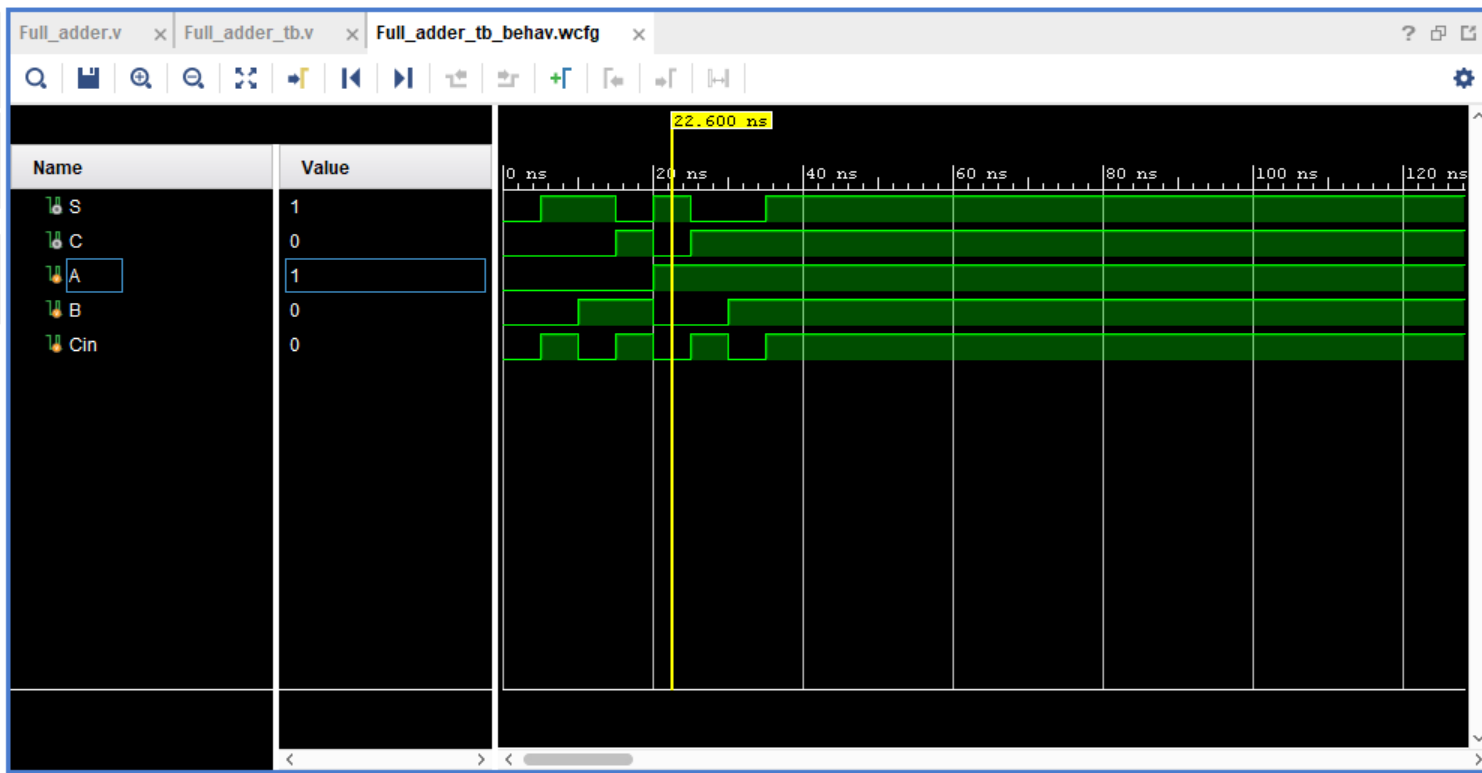 Full_adder.v × Full_adder_tb.v × Full_adder_tb_behav.wcfg × ?
22.600 ns
Name Value 0 ns 20 ns 40 ns 60 ns 80 ns 100 ns 120 ns
S 1
C 0
A 1
B 0
Cin 0